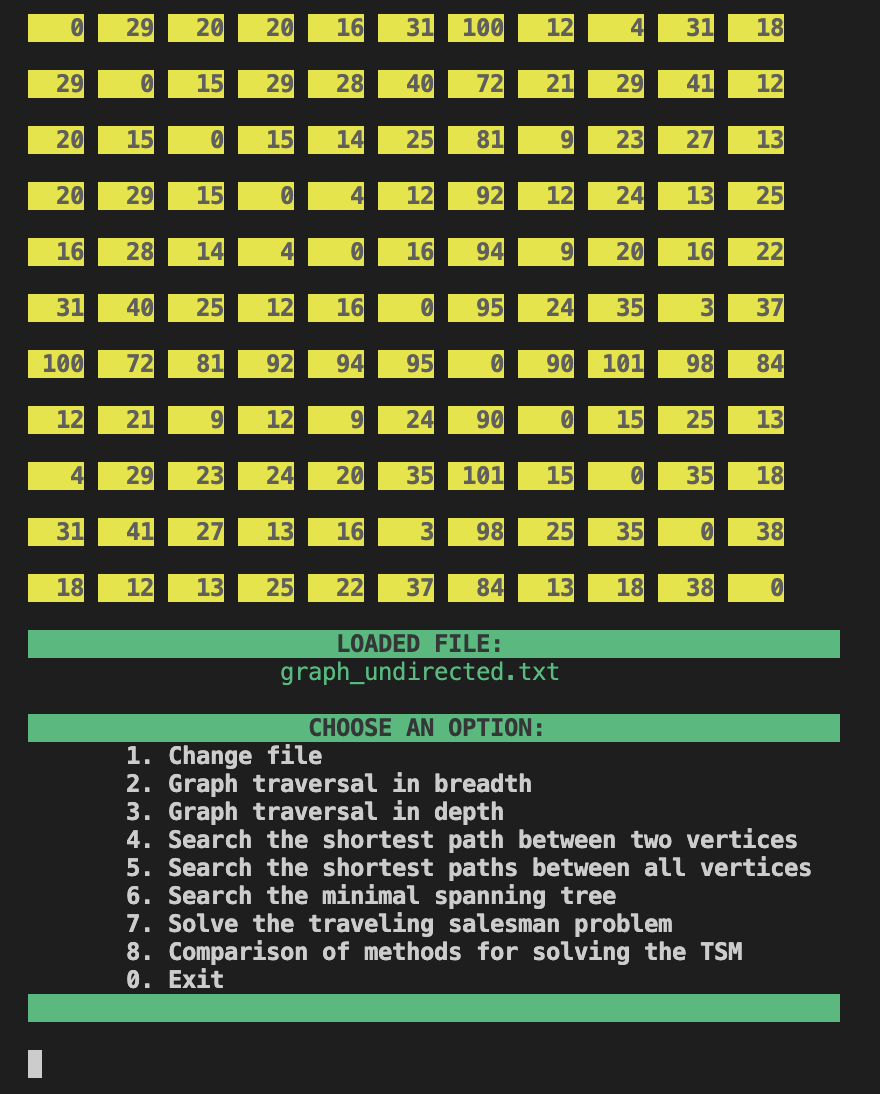 0 29 20 20 16 31 100 12 4 31 18
29 0 15 29 28 40 72 21 29 41 12
20 15 0 15 14 25 81 9 23 27 13
20 29 15 0 4 12 92 12 24 13 25
16 28 14 4 0 16 94 9 20 16 22
31 40 25 12 16 0 95 24 35 3 37
100 72 81 92 94 95 0 90 101 98 84
12 21 9 12 9 24 90 0 15 25 13
4 29 23 24 20 35 101 15 0 35 18
31 41 27 13 16 3 98 25 35 0 38
18 12 13 25 22 37 84 13 18 38 0
LOADED FILE:
graph_undirected.txt
CHOOSE AN OPTION:
1. Change file
2. Graph traversal in breadth
3. Graph traversal in depth
4. Search the shortest path between two vertices
5. Search the shortest paths between all vertices
6. Search the minimal spanning tree
7. Solve the traveling salesman problem
8. Comparison of methods for solving the TSM
0. Exit